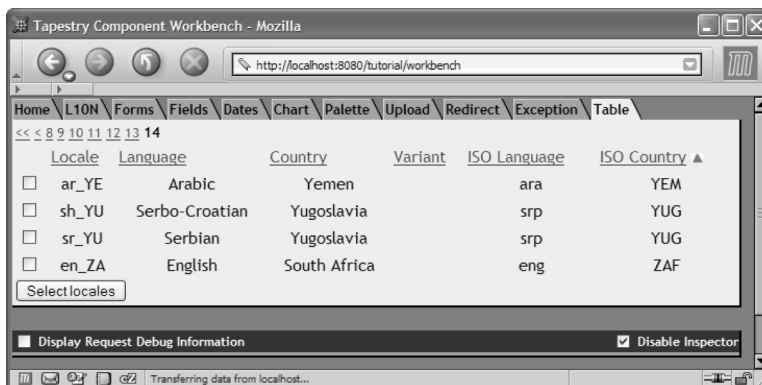 Tapestry Component Workbench - Mozilla
http://localhost:8080/tutorial/workbench
Home L10N Forms Fields Dates Chart Palette Upload Redirect Exception Table
<< < 8 9 10 11 12 13 14
Locale Language Country Variant ISO Language ISO Country ▲
ar_YE Arabic Yemen ara YEM
sh_YU Serbo-Croatian Yugoslavia srp YUG
sr_YU Serbian Yugoslavia srp YUG
en_ZA English South Africa eng ZAF
Select locales
Display Request Debug Information Disable Inspector
Transferring data from localhost...